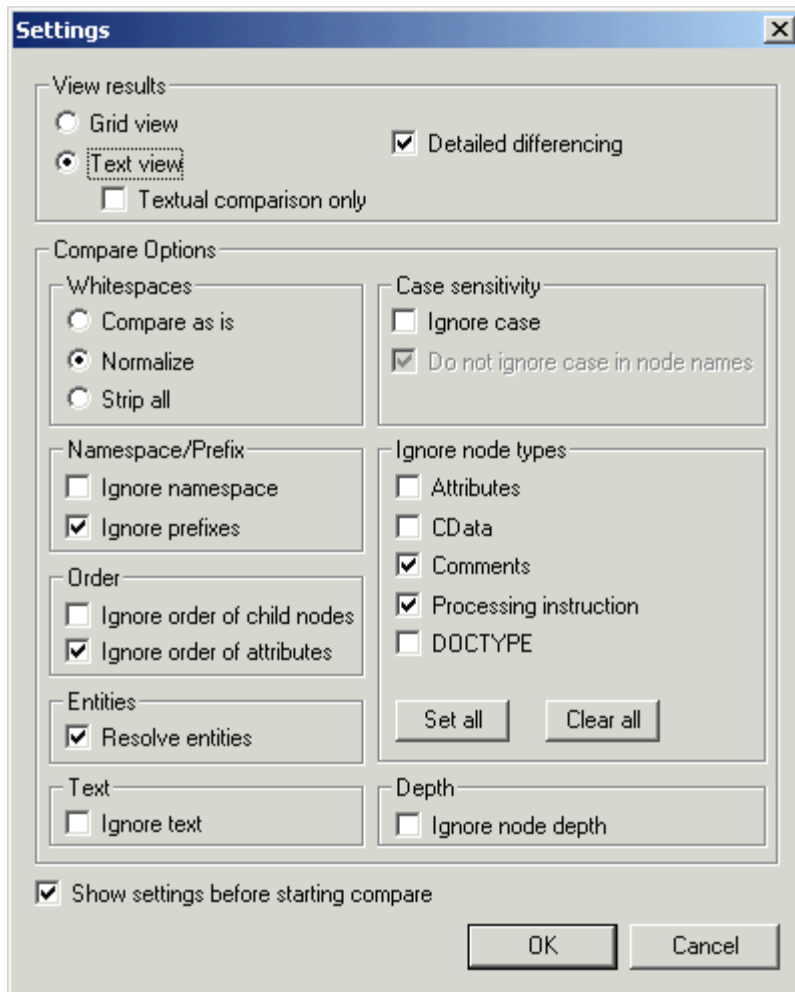 Settings
View results
Grid view
Text view
Textual comparison only
Detailed differencing
Compare Options
Whitespaces
Compare as is
Normalize
Strip all
Case sensitivity
Ignore case
Do not ignore case in node names
Namespace/Prefix
Ignore namespace
Ignore prefixes
Ignore node types
Attributes
CData
Comments
Processing instruction
DOCTYPE
Set all
Clear all
Order
Ignore order of child nodes
Ignore order of attributes
Entities
Resolve entities
Text
Ignore text
Depth
Ignore node depth
Show settings before starting compare
OK
Cancel